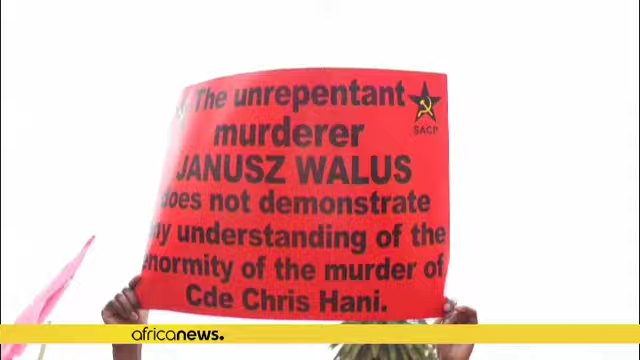 The unrepentant
murderer
JANUSZ WALUS
does not demonstrate
understanding of the
enormity of the murder of
Cde Chris Hani.
SACP
africanews.